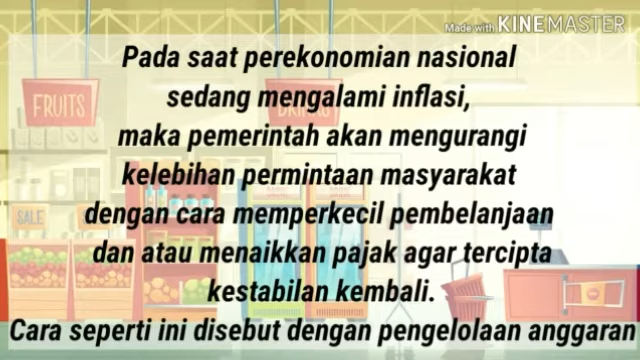 Made with KINEMASTER
Pada saat perekonomian nasional
sedang mengalami inflasi,
maka pemerintah akan mengurangi
kelebihan permintaan masyarakat
dengan cara memperkecil pembelanjaan
dan atau menaikkan pajak agar tercipta
kestabilan kembali.
Cara seperti ini disebut dengan pengelolaan anggaran
FRUITS
SALE